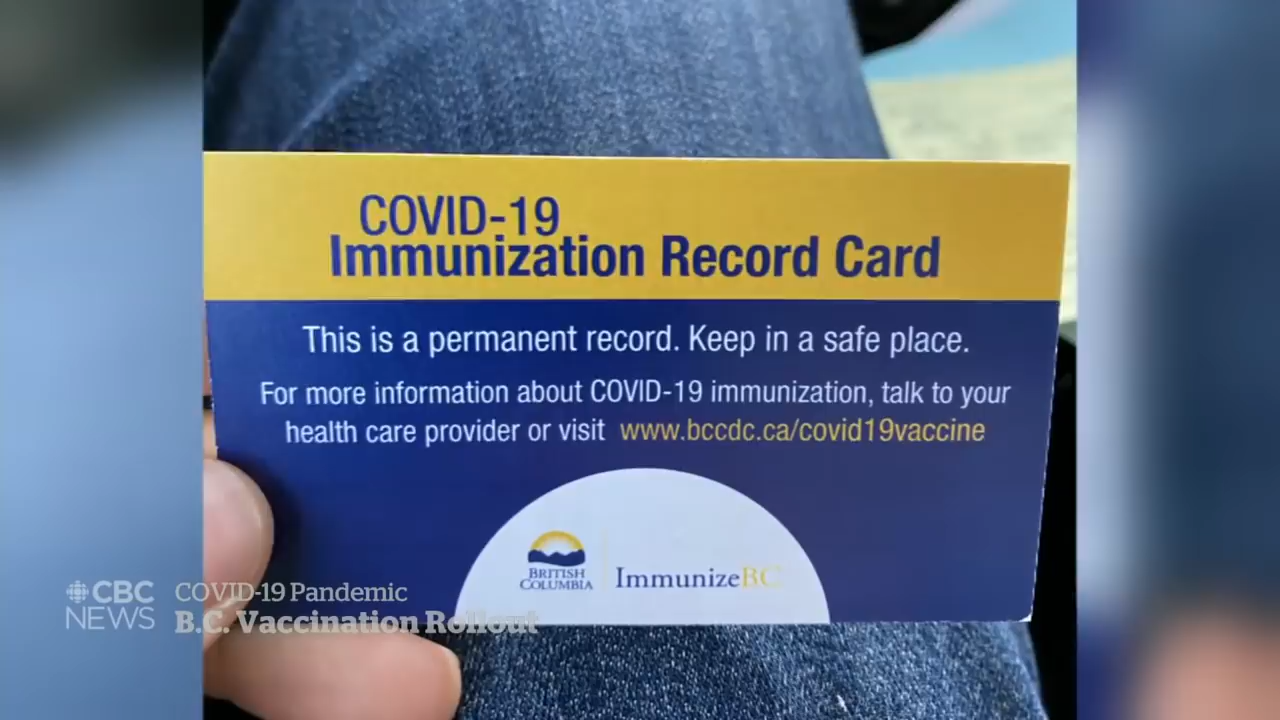 COVID-19
Immunization Record Card
This is a permanent record. Keep in a safe place.
For more information about COVID-19 immunization, talk to your
health care provider or visit www.bccdc.ca/covid19vaccine
BRITISH
COLUMBIA
ImmunizeBC
CBC
NEWS
COVID-19 Pandemic
B.C. Vaccination Rollout